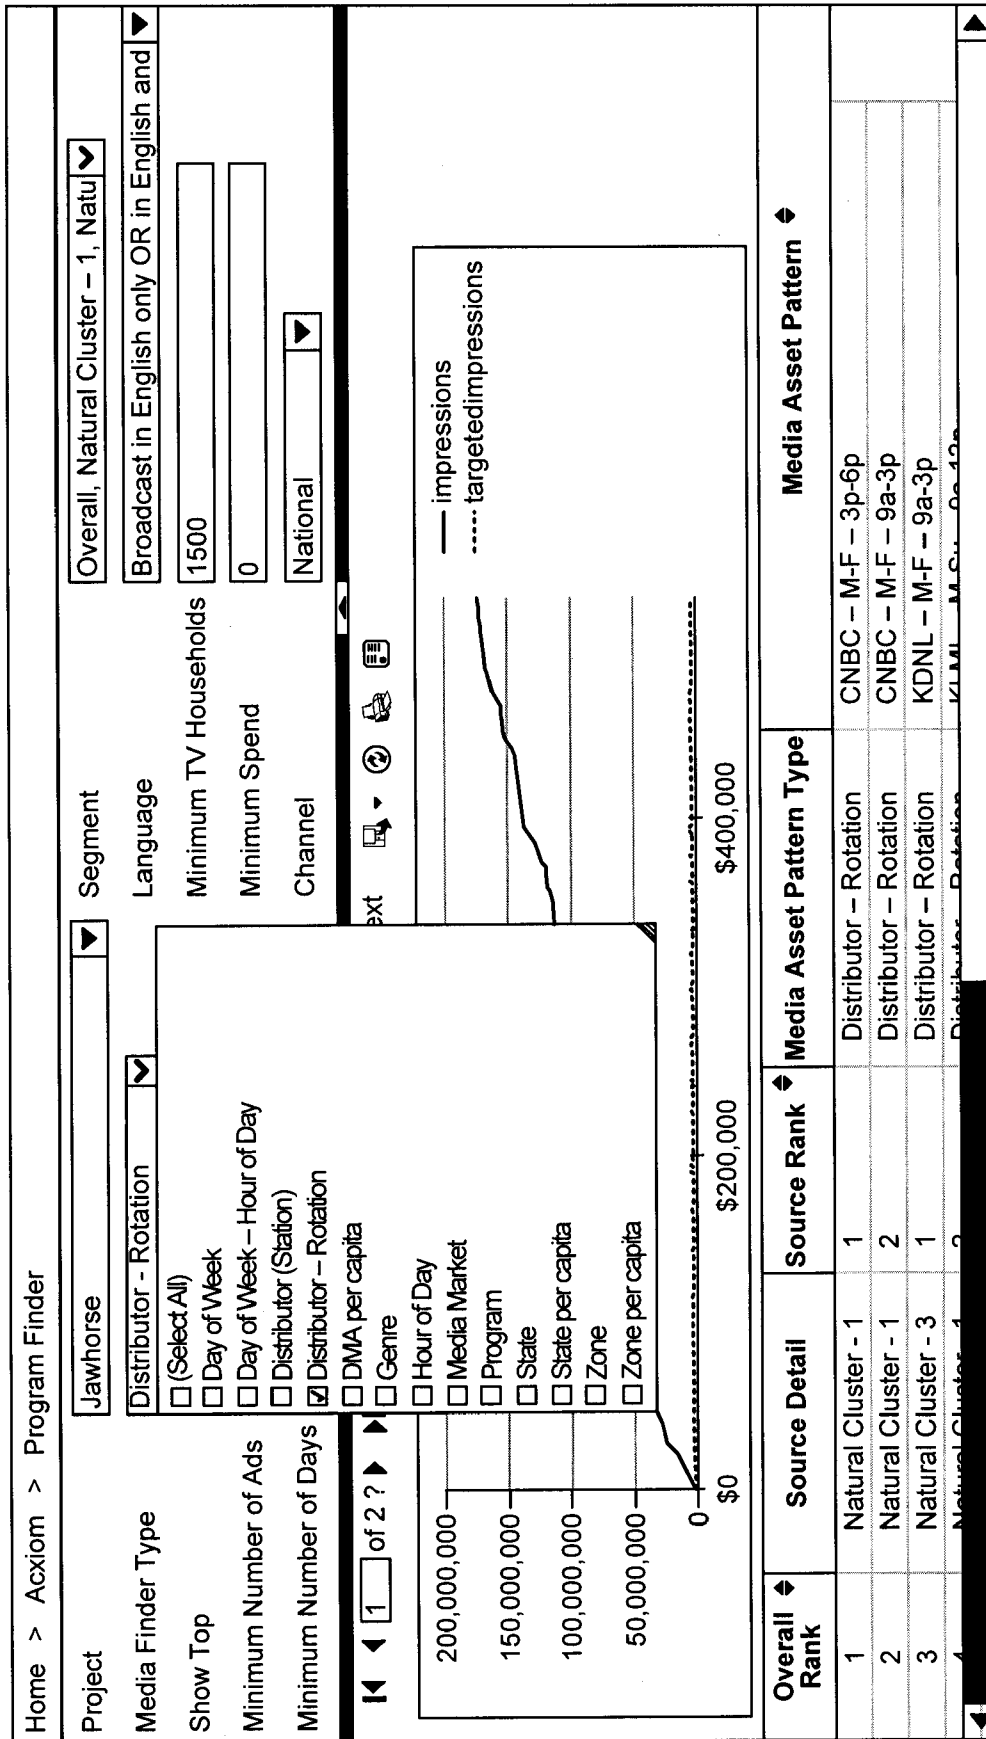 Home > Acxiom > Program Finder
Project Jawhorse Segment Overall, Natural Cluster – 1, Natu
Media Finder Type Distributor - Rotation Language Broadcast in English only OR in English and
Show Top Minimum TV Households 1500
Minimum Number of Ads Minimum Spend 0
Minimum Number of Days Channel National
(Select All)
Day of Week
Day of Week – Hour of Day
Distributor (Station)
Distributor – Rotation
DMA per capita
Genre
Hour of Day
Media Market
Program
State
State per capita
Zone
Zone per capita
1 of 2 ? ext
200,000,000
150,000,000
100,000,000
50,000,000
0
$0 $200,000 $400,000
impressions
targetedimpressions
Overall Rank Source Detail Source Rank Media Asset Pattern Type Media Asset Pattern
1 Natural Cluster - 1 1 Distributor – Rotation CNBC – M-F – 3p-6p
2 Natural Cluster - 1 2 Distributor – Rotation CNBC – M-F – 9a-3p
3 Natural Cluster - 3 1 Distributor – Rotation KDNL – M-F – 9a-3p
4 Natural Cluster - 1 2 Distributor – Rotation